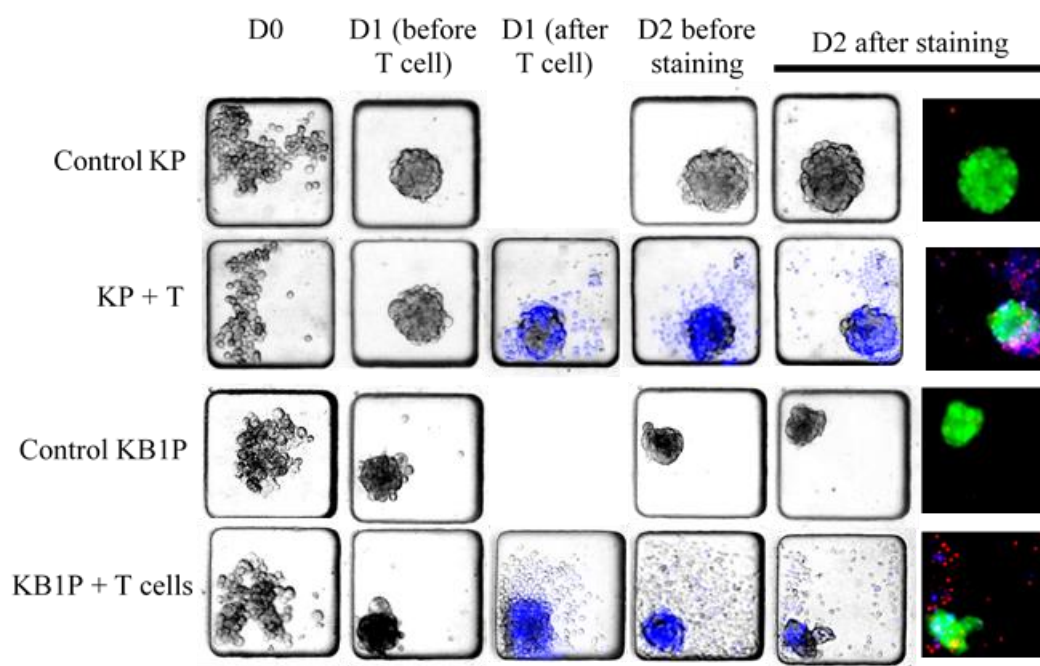 D0
D1 (before
T cell)
D1 (after
T cell)
D2 before
staining
D2 after staining
Control KP
KP + T
Control KB1P
KB1P + T cells